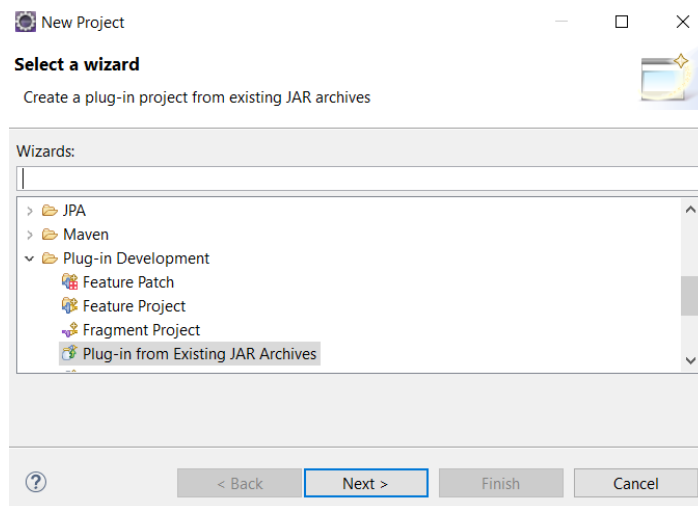 New Project
Select a wizard
Create a plug-in project from existing JAR archives
Wizards:
JPA
Maven
Plug-in Development
Feature Patch
Feature Project
Fragment Project
Plug-in from Existing JAR Archives
? < Back Next > Finish Cancel